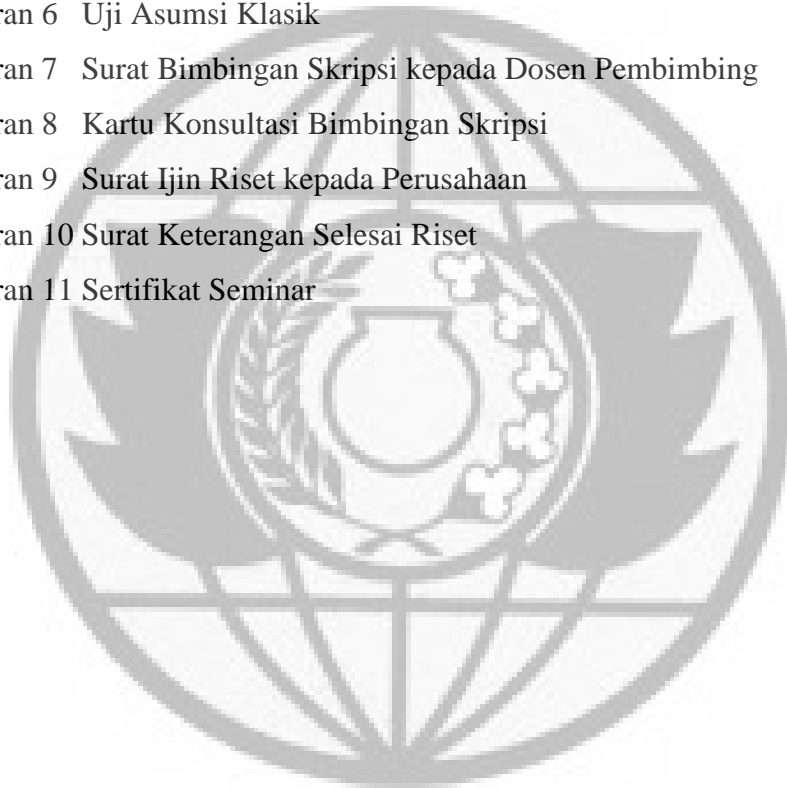 ran 6 Uji Asumsi Klasik
ran 7 Surat Bimbingan Skripsi kepada Dosen Pembimbing
ran 8 Kartu Konsultasi Bimbingan Skripsi
ran 9 Surat Ijin Riset kepada Perusahaan
ran 10 Surat Keterangan Selesai Riset
ran 11 Sertifikat Seminar